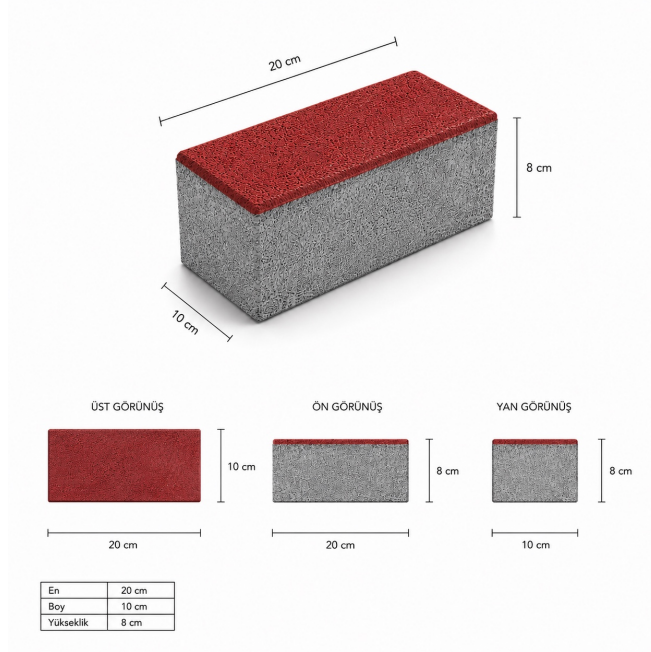 20 cm
8 cm
10 cm
ÜST GÖRÜNÜŞ
ÖN GÖRÜNÜŞ
YAN GÖRÜNÜŞ
10 cm
8 cm
8 cm
20 cm
20 cm
10 cm
En 20 cm
Boy 10 cm
Yükseklik 8 cm